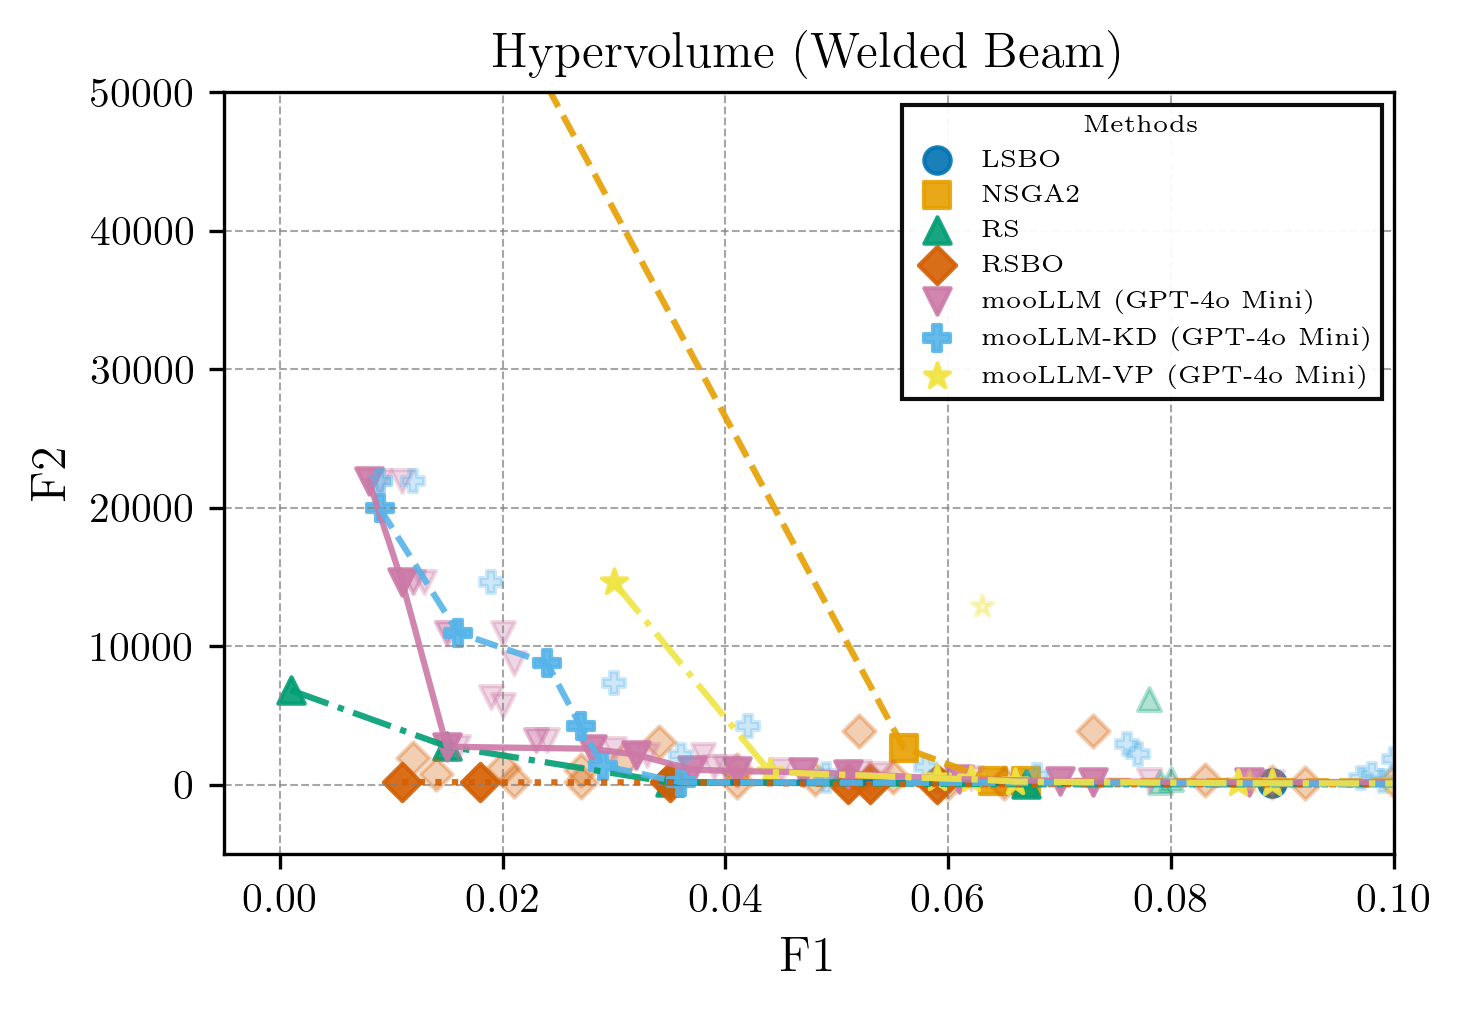 Hypervolume (Welded Beam)
50000
40000
30000
20000
10000
0
F2
0.00
0.02
0.04
0.06
0.08
0.10
F1
Methods
LSBO
NSGA2
RS
RSBO
mooLLM (GPT-4o Mini)
mooLLM-KD (GPT-4o Mini)
mooLLM-VP (GPT-4o Mini)